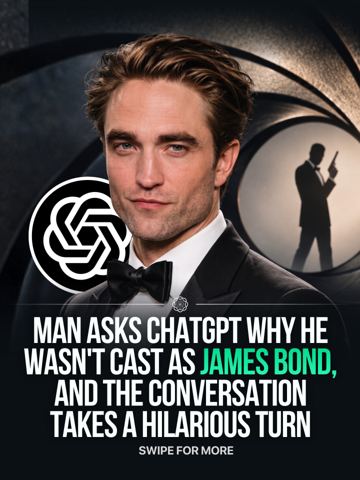 MAN ASKS CHATGPT WHY HE
WASN'T CAST AS JAMES BOND,
AND THE CONVERSATION
TAKES A HILARIOUS TURN
SWIPE FOR MORE